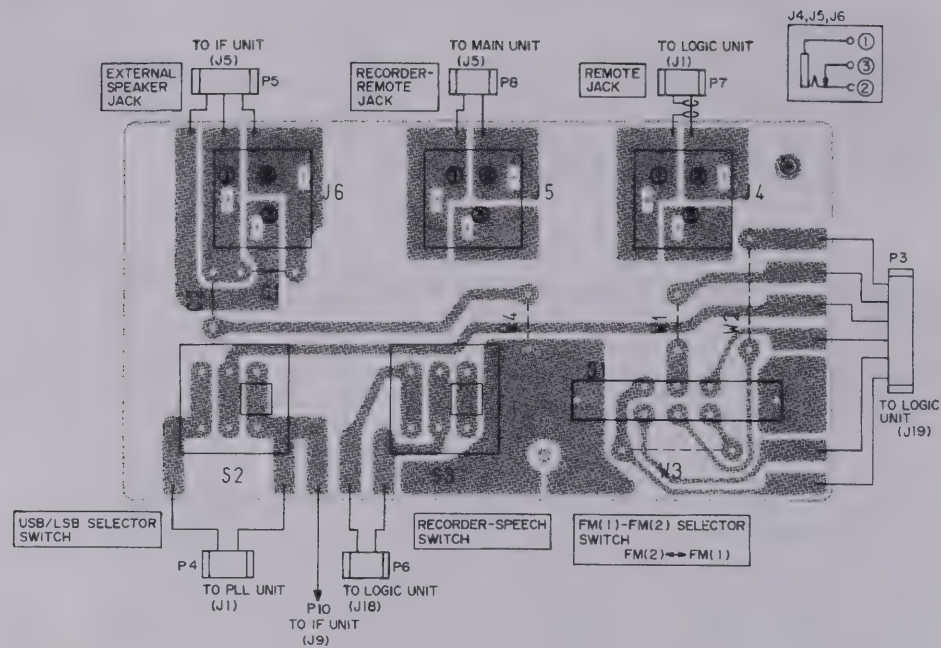 J4, J5, J6
①
③
②
TO IF UNIT
(J5)
P5
EXTERNAL
SPEAKER
JACK
TO MAIN UNIT
(J5)
P8
RECORDER-
REMOTE
JACK
TO LOGIC UNIT
(J1)
P7
REMOTE
JACK
J6
J5
J4
P3
W2
TO LOGIC
UNIT
(J19)
S2
W3
USB/LSB SELECTOR
SWITCH
RECORDER-SPEECH
SWITCH
FM(1)-FM(2) SELECTOR
SWITCH
FM(2)↔FM(1)
P4
TO PLL UNIT
(J1)
P10
TO IF UNIT
(J9)
P6
TO LOGIC UNIT
(J18)